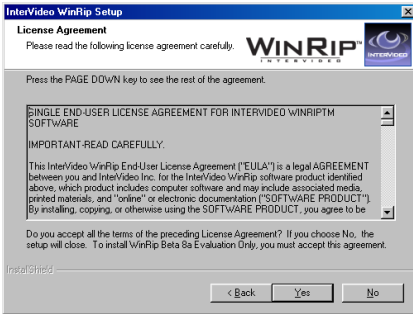 InterVideo WinRip Setup
License Agreement
Please read the following license agreement carefully.
WINRIP™
INTERVIDEO
INTERVIDEO
Press the PAGE DOWN key to see the rest of the agreement.
SINGLE END-USER LICENSE AGREEMENT FOR INTERVIDEO WINRIPTM
SOFTWARE
IMPORTANT-READ CAREFULLY.
This InterVideo WinRip End-User License Agreement ("EULA") is a legal AGREEMENT
between you and InterVideo Inc. for the InterVideo WinRip software product identified
above, which product includes computer software and may include associated media,
printed materials, and "online" or electronic documentation ("SOFTWARE PRODUCT").
By installing, copying, or otherwise using the SOFTWARE PRODUCT, you agree to be
Do you accept all the terms of the preceding License Agreement? If you choose No, the
setup will close. To install WinRip Beta 8a Evaluation Only, you must accept this agreement.
InstallShield
< Back
Yes
No